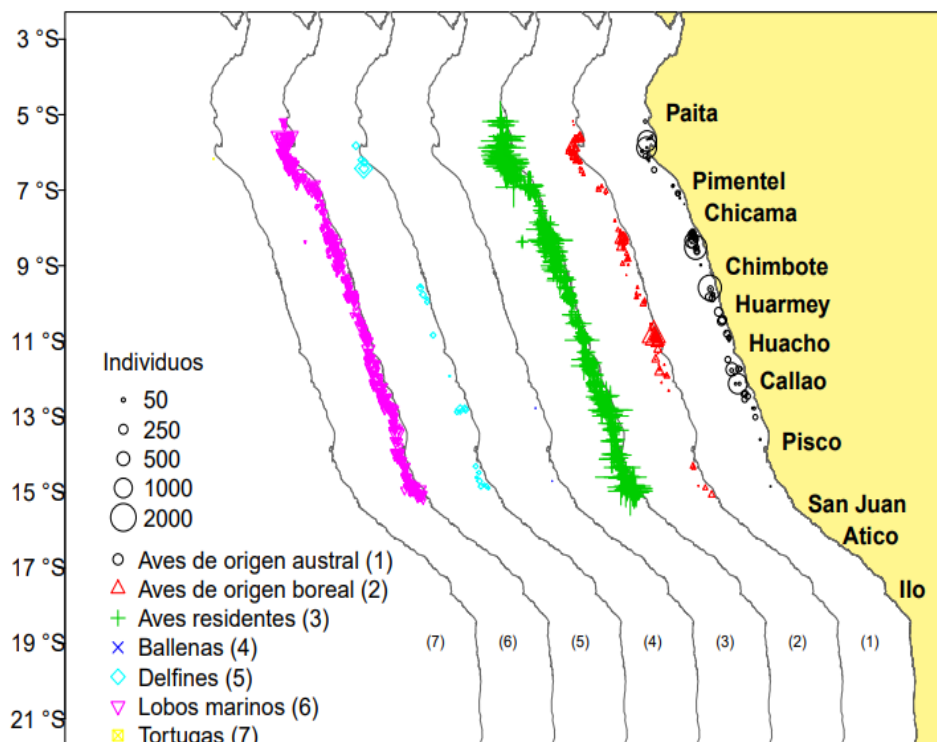 3 °S
5 °S
7 °S
9 °S
11 °S
13 °S
15 °S
17 °S
19 °S
21 °S
Paita
Pimentel
Chicama
Chimbote
Huarmey
Huacho
Callao
Pisco
San Juan
Atico
Ilo
Individuos
50
250
500
1000
2000
Aves de origen austral (1)
Aves de origen boreal (2)
Aves residentes (3)
Ballenas (4)
Delfines (5)
Lobos marinos (6)
Tortugas (7)
(7) (6) (5) (4) (3) (2) (1)